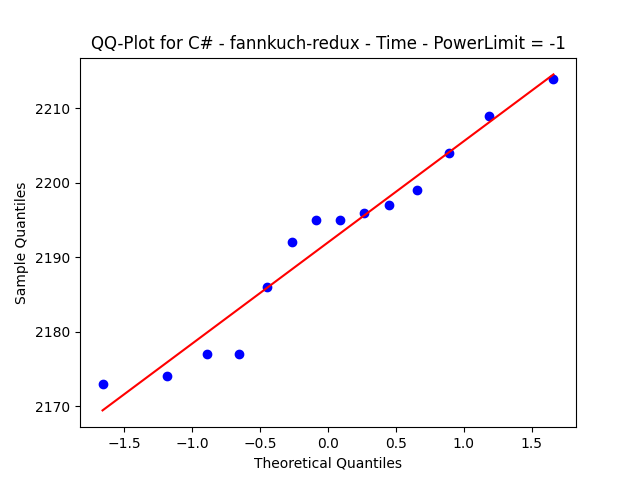 QQ-Plot for C# - fannkuch-redux - Time - PowerLimit = -1
Sample Quantiles
2210
2200
2190
2180
2170
−1.5 −1.0 −0.5 0.0 0.5 1.0 1.5
Theoretical Quantiles